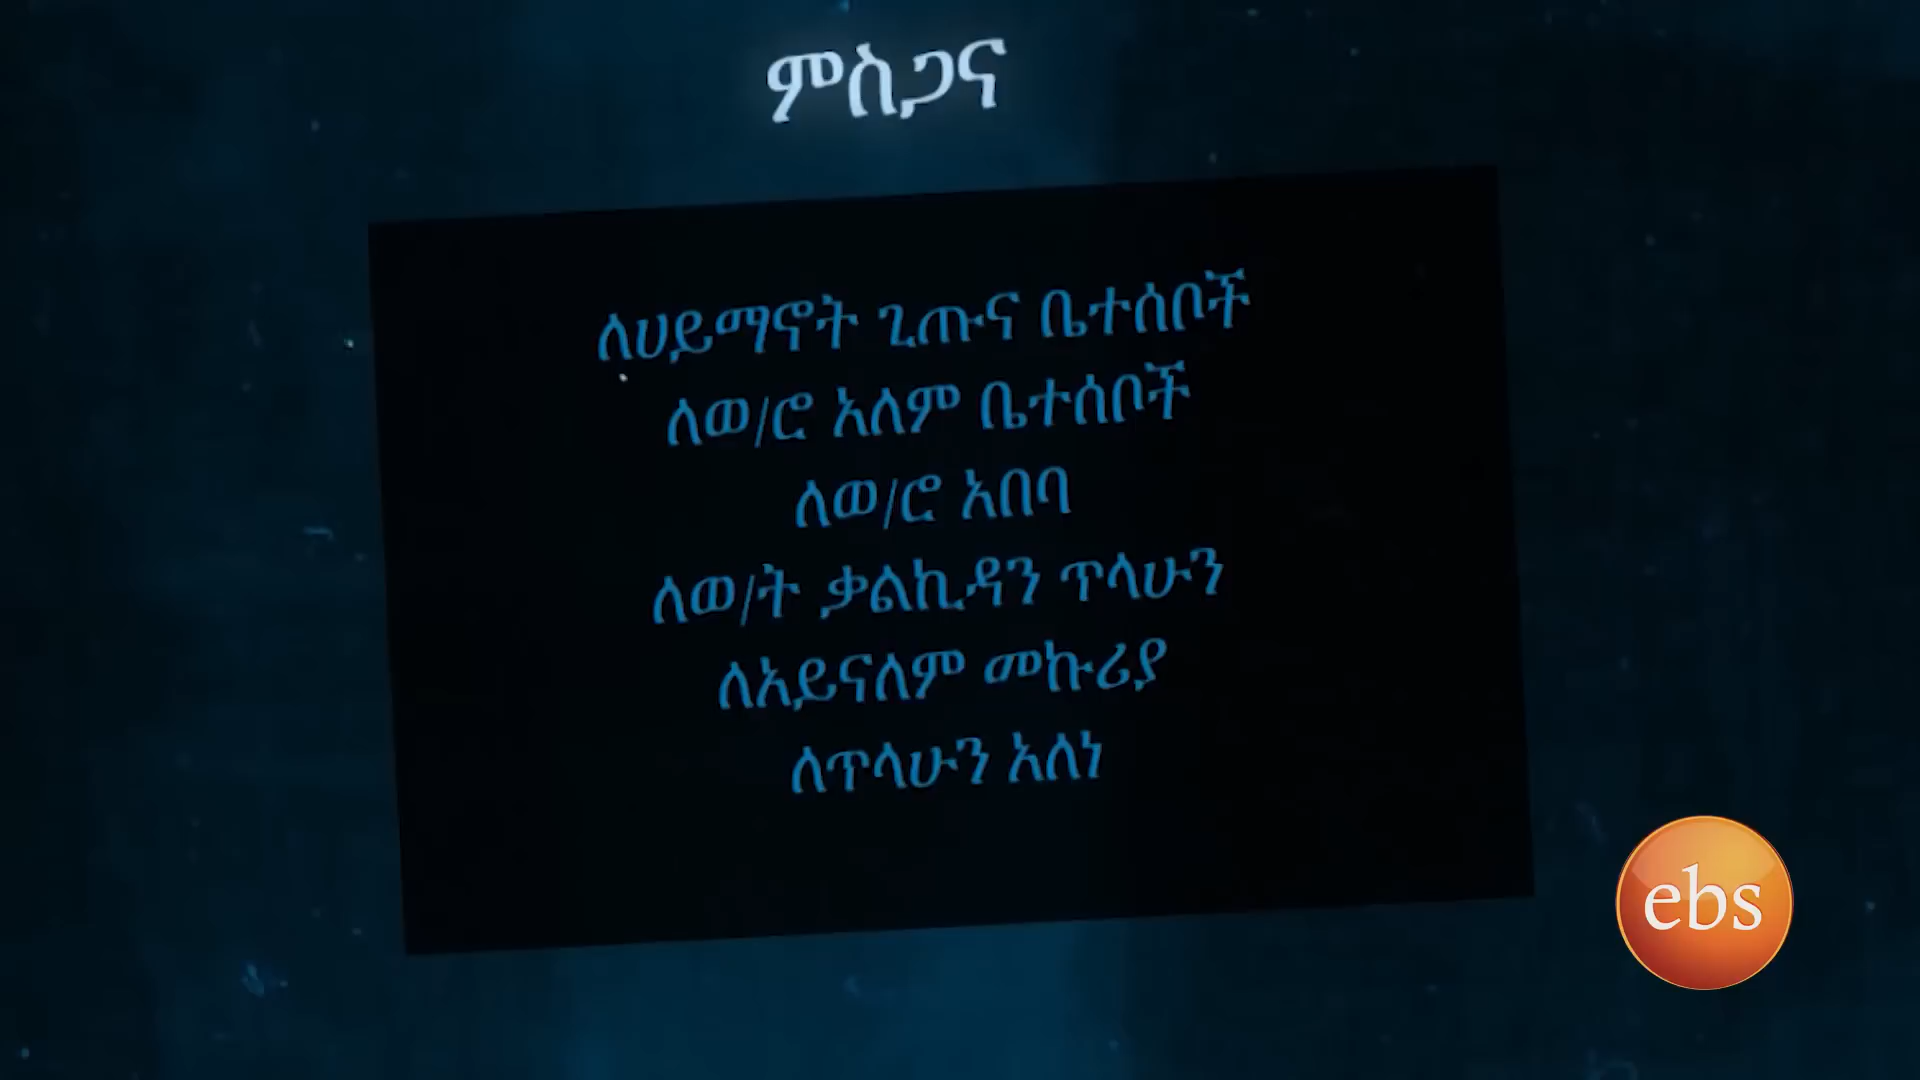 ምስጋና
ለሀይማኖት ጊጡና ቤተሰቦች
ለወ/ሮ አለም ቤተሰቦች
ለወ/ሮ አበባ
ለወ/ት ቃልኪዳን ጥላሁን
ለአይናለም መኩሪያ
ለጥላሁን አለነ
ebs